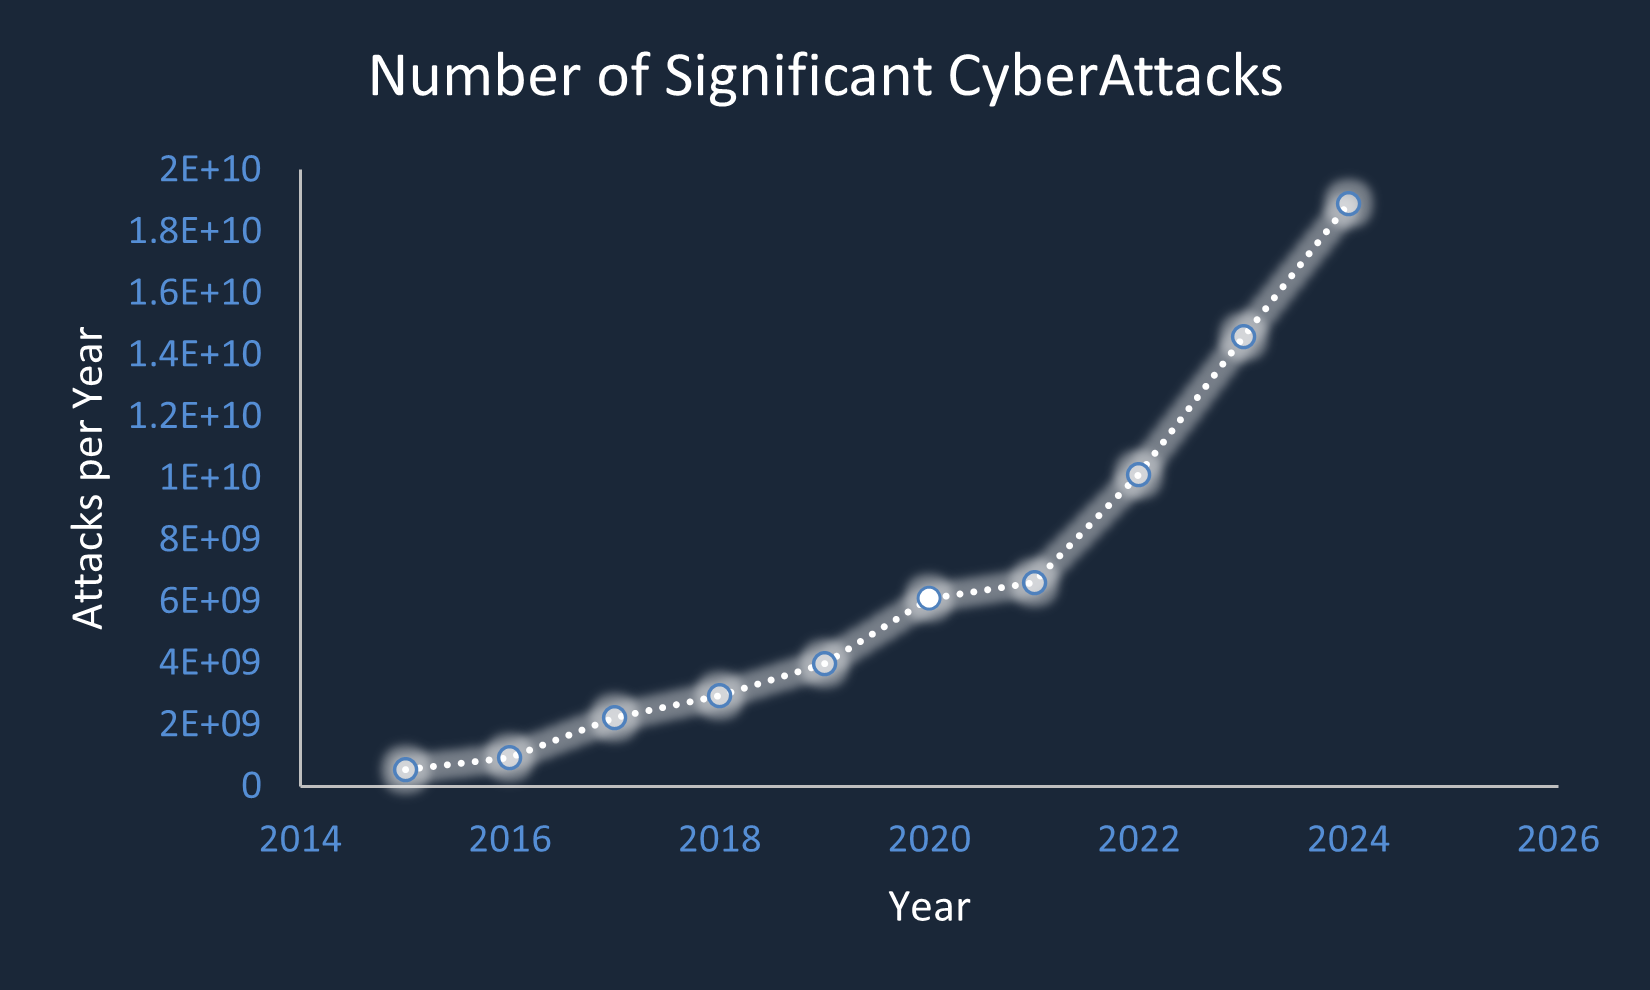 Number of Significant CyberAttacks
2E+10
1.8E+10
1.6E+10
1.4E+10
1.2E+10
1E+10
8E+09
6E+09
4E+09
2E+09
0
Attacks per Year
2014 2016 2018 2020 2022 2024 2026
Year